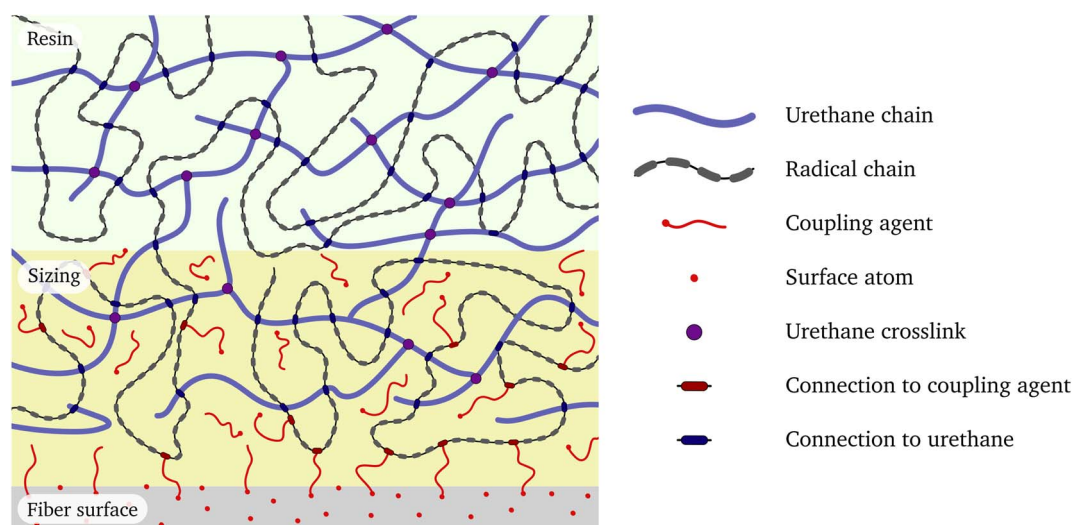 Resin
Sizing
Fiber surface
Urethane chain
Radical chain
Coupling agent
Surface atom
Urethane crosslink
Connection to coupling agent
Connection to urethane